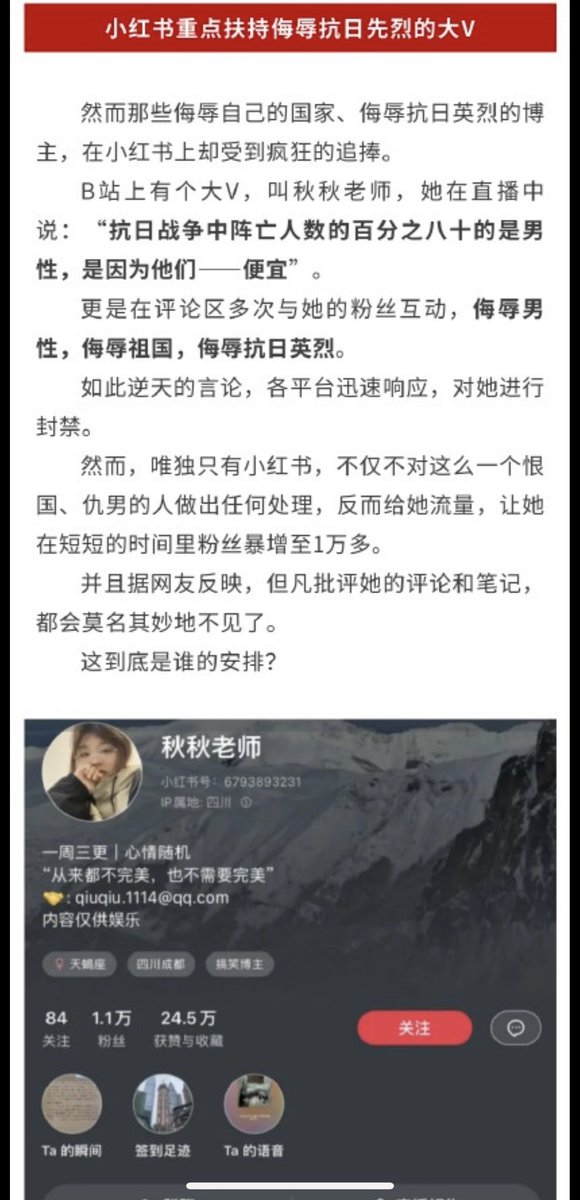 小红书重点扶持侮辱抗日先烈的大V
然而那些侮辱自己的国家、侮辱抗日英烈的博
主，在小红书上却受到疯狂的追捧。
B站上有个大V，叫秋秋老师，她在直播中
说：“抗日战争中阵亡人数的百分之八十的是男
性，是因为他们——便宜”。
更是在评论区多次与她的粉丝互动，侮辱男
性，侮辱祖国，侮辱抗日英烈。
如此逆天的言论，各平台迅速响应，对她进行
封禁。
然而，唯独只有小红书，不仅不对这么一个恨
国、仇男的人做出任何处理，反而给她流量，让她
在短短的时间里粉丝暴增至1万多。
并且据网友反映，但凡批评她的评论和笔记，
都会莫名其妙地不见了。
这到底是谁的安排？
秋秋老师
小红书号：6793893231
IP属地：四川
一周三更｜心情随机
“从来都不完美，也不需要完美”
🤝：qiuqiu.1114@qq.com
内容仅供娱乐
♀ 天蝎座 四川成都 搞笑博主
84 1.1万 24.5万
关注 粉丝 获赞与收藏
关注
Ta 的瞬间 签到足迹 Ta 的语音